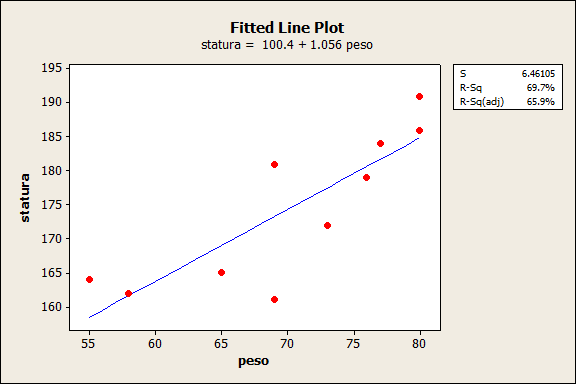 Fitted Line Plot
statura = 100.4 + 1.056 peso
S 6.46105
R-Sq 69.7%
R-Sq(adj) 65.9%
195
190
185
180
175
170
165
160
statura
55 60 65 70 75 80
peso